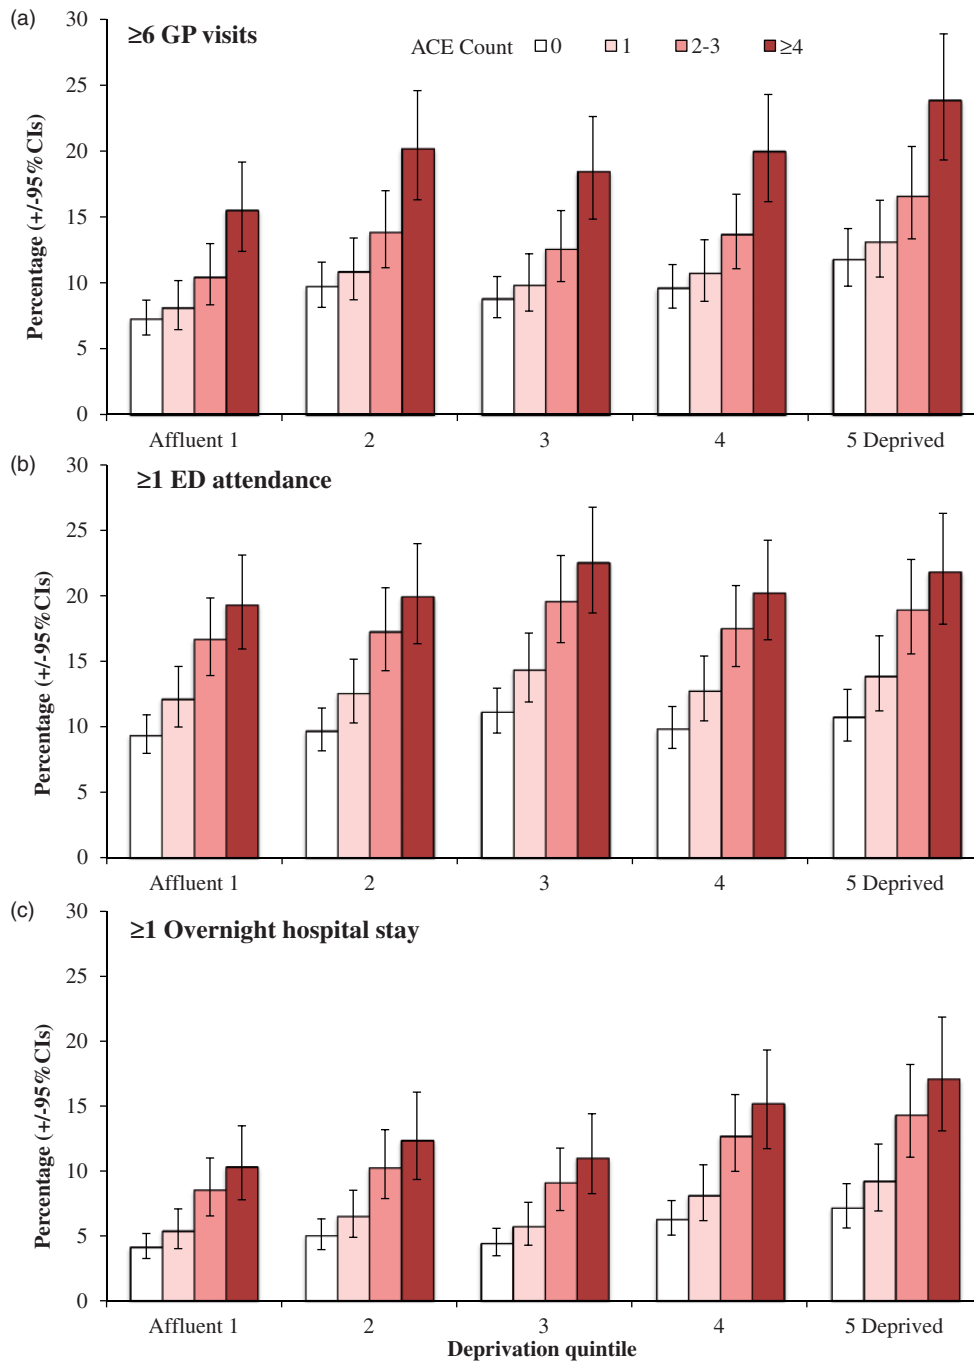 (a)
≥6 GP visits
ACE Count 0 1 2-3 ≥4
Percentage (+/-95%CIs)
30
25
20
15
10
5
0
Affluent 1 2 3 4 5 Deprived
(b)
≥1 ED attendance
Percentage (+/-95%CIs)
30
25
20
15
10
5
0
Affluent 1 2 3 4 5 Deprived
(c)
≥1 Overnight hospital stay
Percentage (+/-95%CIs)
30
25
20
15
10
5
0
Affluent 1 2 3 4 5 Deprived
Deprivation quintile